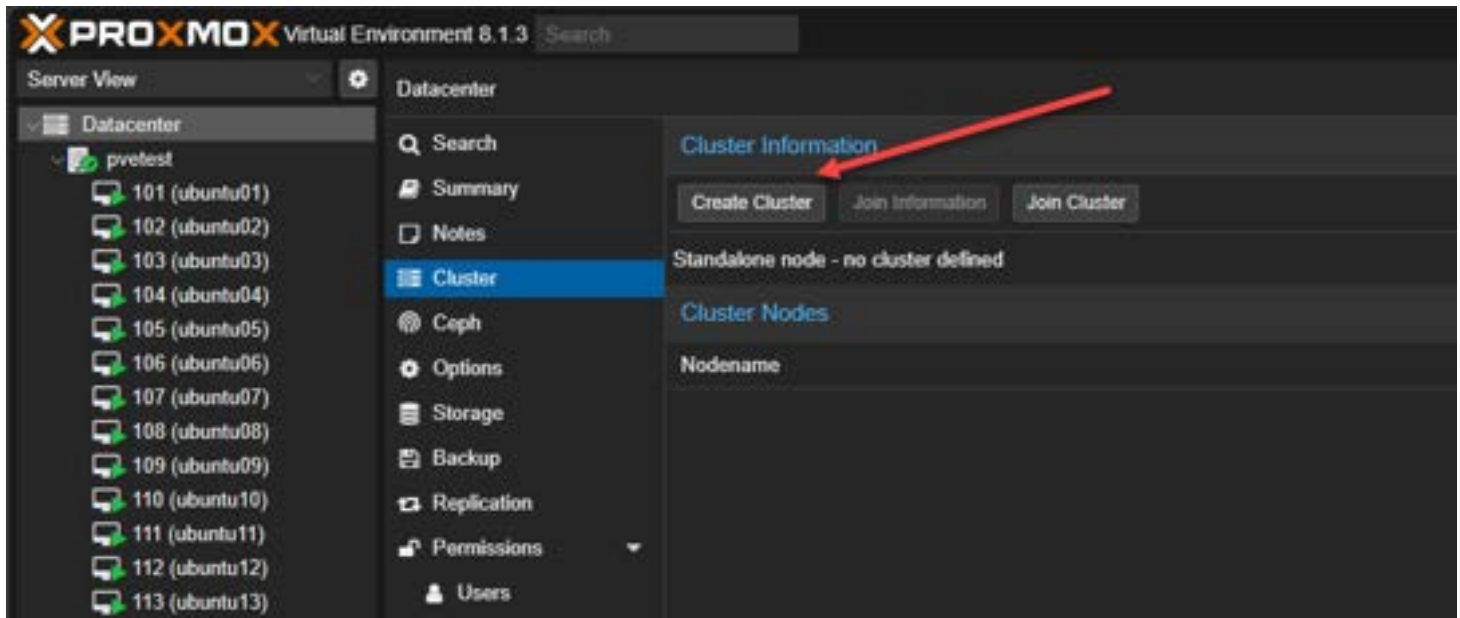 PROXMOX Virtual Environment 8.1.3 Search
Server View
Datacenter
pvetest
101 (ubuntu01)
102 (ubuntu02)
103 (ubuntu03)
104 (ubuntu04)
105 (ubuntu05)
106 (ubuntu06)
107 (ubuntu07)
108 (ubuntu08)
109 (ubuntu09)
110 (ubuntu10)
111 (ubuntu11)
112 (ubuntu12)
113 (ubuntu13)
Datacenter
Search
Summary
Notes
Cluster
Ceph
Options
Storage
Backup
Replication
Permissions
Users
Cluster Information
Create Cluster Join Information Join Cluster
Standalone node - no cluster defined
Cluster Nodes
Nodename